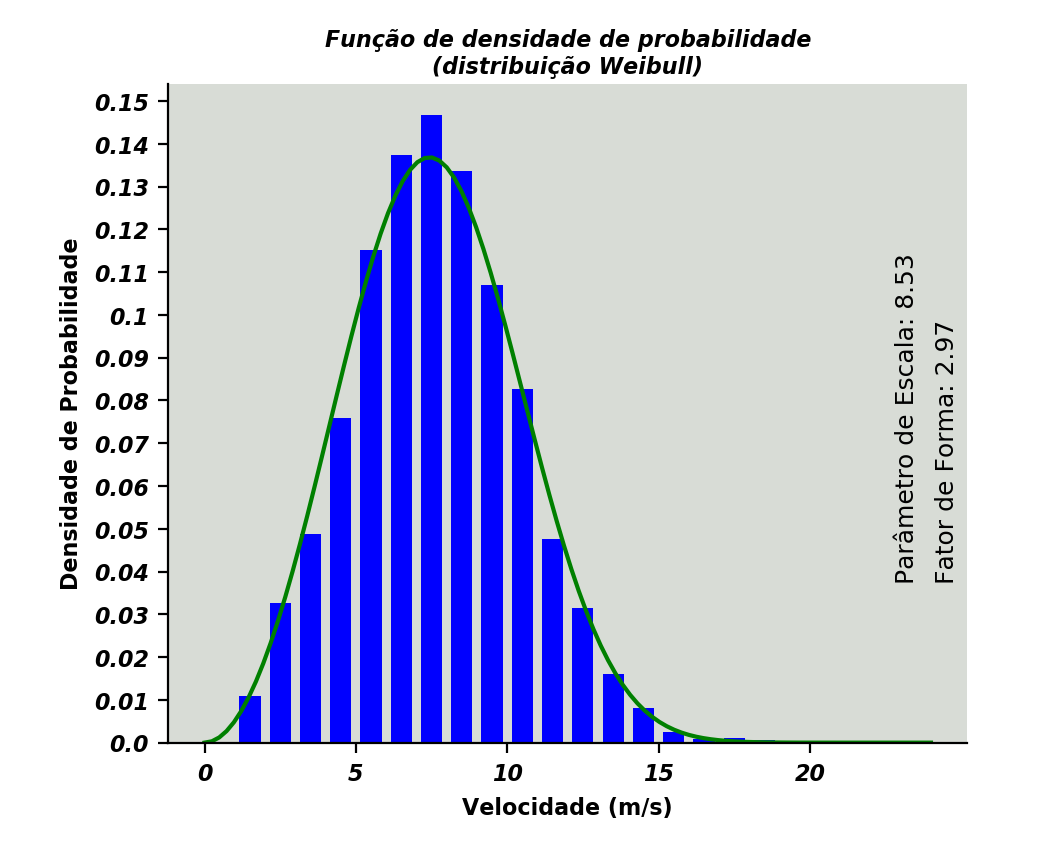 Função de densidade de probabilidade
(distribuição Weibull)
Densidade de Probabilidade
0.15
0.14
0.13
0.12
0.11
0.1
0.09
0.08
0.07
0.06
0.05
0.04
0.03
0.02
0.01
0.0
0 5 10 15 20
Velocidade (m/s)
Parâmetro de Escala: 8.53
Fator de Forma: 2.97